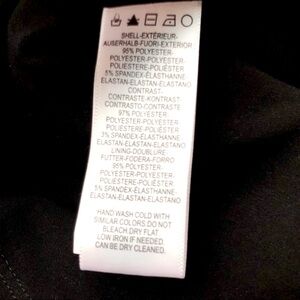 SHELL-EXTÉRIEUR-
AUßERHALB-FUORI-EXTERIOR
95% POLYESTER-
POLYESTER-POLYESTER-
POLIESTERE-POLIÉSTER
5% SPANDEX-ÉLASTHANNE-
ELASTAN-ELASTAN-ELASTANO
CONTRAST-
CONTRASTE-KONTRAST-
CONTRASTO-CONTRASTE
97% POLYESTER-
POLYESTER-POLYESTER-
POLIESTERE-POLIÉSTER
3% SPANDEX-ÉLASTHANNE-
ELASTAN-ELASTAN-ELASTANO
LINING-DOUBLURE
FUTTER-FODERA-FORRO
95% POLYESTER-
POLYESTER-POLYESTER-
POLIESTERE-POLIÉSTER
5% SPANDEX-ÉLASTHANNE-
ELASTAN-ELASTAN-ELASTANO
HAND WASH COLD WITH
SIMILAR COLORS DO NOT
BLEACH.DRY FLAT
LOW IRON IF NEEDED.
CAN BE DRY CLEANED.